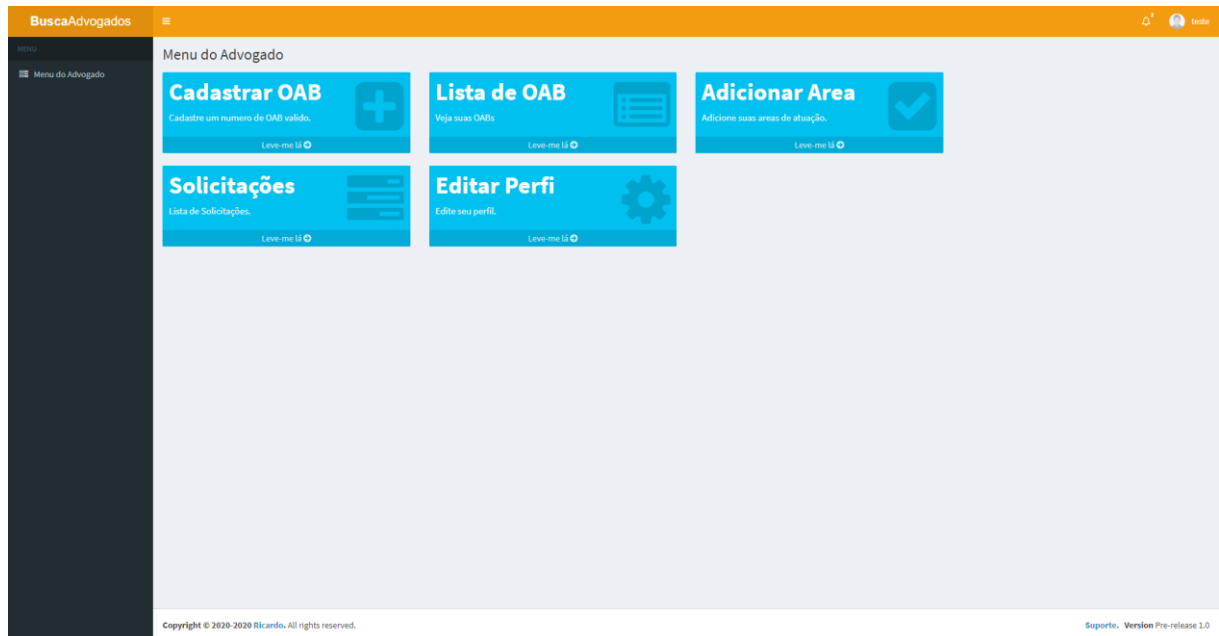 BuscaAdvogados
teste
MENU
Menu do Advogado
Menu do Advogado
Cadastrar OAB
Cadastre um numero de OAB valido.
Leve-me lá
Lista de OAB
Veja suas OABs
Leve-me lá
Adicionar Area
Adicione suas areas de atuação.
Leve-me lá
Solicitações
Lista de Solicitações.
Leve-me lá
Editar Perfi
Edite seu perfil.
Leve-me lá
Copyright © 2020-2020 Ricardo. All rights reserved.
Suporte. Version Pre-release 1.0